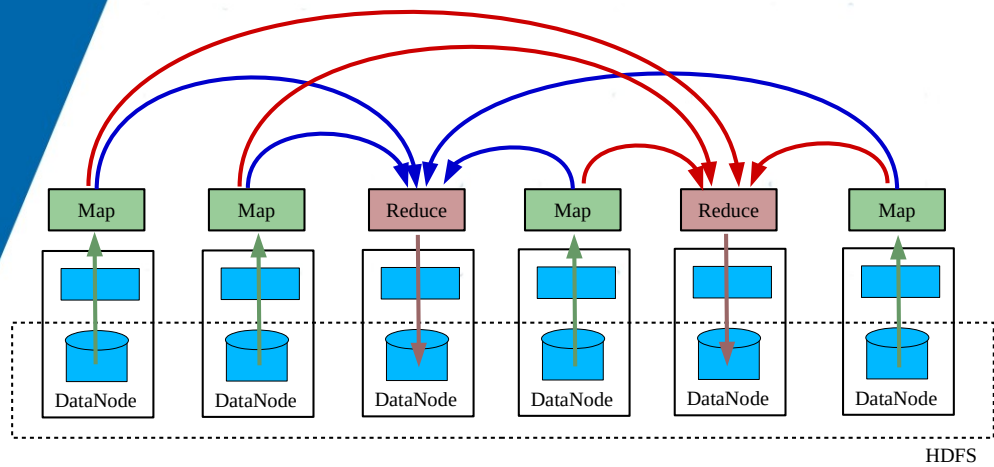 Map
Map
Reduce
Map
Reduce
Map
DataNode
DataNode
DataNode
DataNode
DataNode
DataNode
HDFS